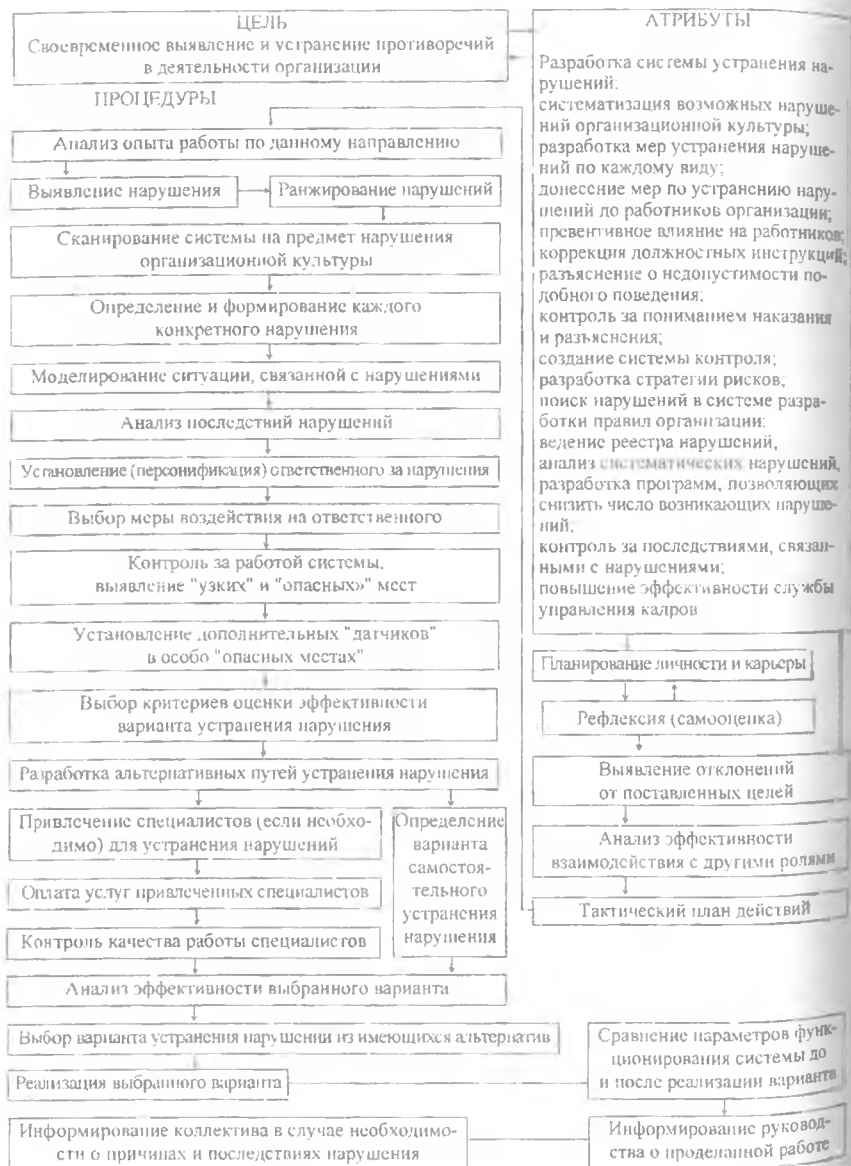 ЦЕЛЬ
Своевременное выявление и устранение противоречий
в деятельности организации
ПРОЦЕДУРЫ
Анализ опыта работы по данному направлению
Выявление нарушения
Ранжирование нарушений
Сканирование системы на предмет нарушения
организационной культуры
Определение и формирование каждого
конкретного нарушения
Моделирование ситуации, связанной с нарушениями
Анализ последствий нарушений
Установление (персонификация) ответственного за нарушения
Выбор меры воздействия на ответственного
Контроль за работой системы,
выявление "узких" и "опасных»" мест
Установление дополнительных "датчиков"
в особо "опасных местах"
Выбор критериев оценки эффективности
варианта устранения нарушения
Разработка альтернативных путей устранения нарушения
Привлечение специалистов (если необхо-
димо) для устранения нарушений
Оплата услуг привлеченных специалистов
Контроль качества работы специалистов
Определение
варианта
самостоя-
тельного
устранения
нарушения
Анализ эффективности выбранного варианта
Выбор варианта устранения нарушении из имеющихся альтернатив
Реализация выбранного варианта
Информирование коллектива в случае необходимо-
сти о причинах и последствиях нарушения
АТРИБУТЫ
Разработка системы устранения на-
рушений;
систематизация возможных наруше-
ний организационной культуры;
разработка мер устранения наруше-
ний по каждому виду;
донесение мер по устранению нару-
шений до работников организации;
превентивное влияние на работников;
коррекция должностных инструкций;
разъяснение о недопустимости по-
добного поведения;
контроль за пониманием наказания
и разъяснения;
создание системы контроля;
разработка стратегии рисков;
поиск нарушений в системе разра-
ботки правил организации;
ведение реестра нарушений,
анализ систематических нарушений,
разработка программ, позволяющих
снизить число возникающих наруше-
ний,
контроль за последствиями, связан-
ными с нарушениями;
повышение эффективности службы
управления кадров
Планирование личности и карьеры
Рефлексия (самооценка)
Выявление отклонений
от поставленных целей
Анализ эффективности
взаимодействия с другими ролями
Тактический план действий
Сравнение параметров функ-
ционирования системы до
и после реализации варианта
Информирование руковод-
ства о проделанной работе